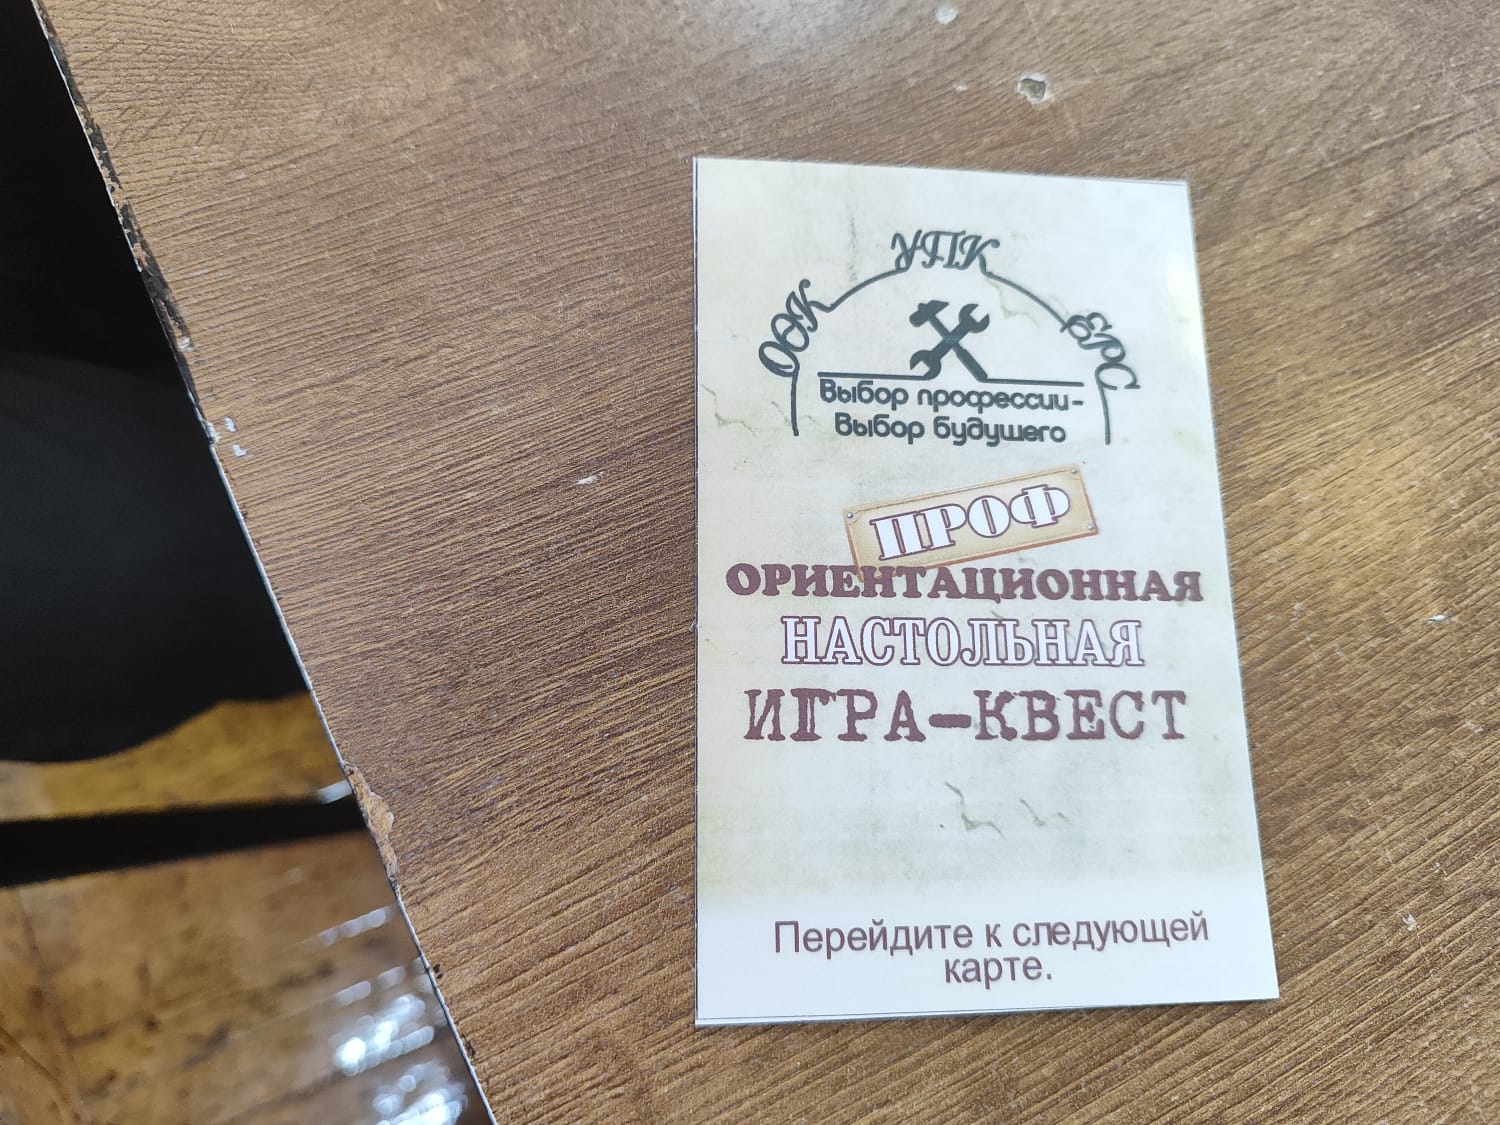 ООК УПК ЕРС
Выбор профессии-
Выбор будущего
ПРОФ
ОРИЕНТАЦИОННАЯ
НАСТОЛЬНАЯ
ИГРА-КВЕСТ
Перейдите к следующей
карте.